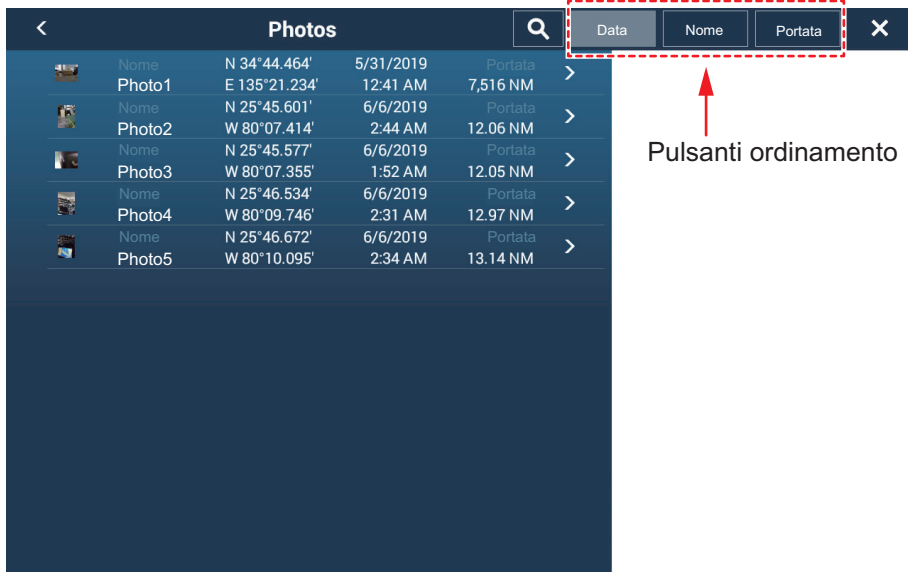 Photos
Data Nome Portata
Pulsanti ordinamento
Nome N 34°44.464' 5/31/2019 Portata
Photo1 E 135°21.234' 12:41 AM 7,516 NM
Nome N 25°45.601' 6/6/2019 Portata
Photo2 W 80°07.414' 2:44 AM 12.06 NM
Nome N 25°45.577' 6/6/2019 Portata
Photo3 W 80°07.355' 1:52 AM 12.05 NM
Nome N 25°46.534' 6/6/2019 Portata
Photo4 W 80°09.746' 2:31 AM 12.97 NM
Nome N 25°46.672' 6/6/2019 Portata
Photo5 W 80°10.095' 2:34 AM 13.14 NM